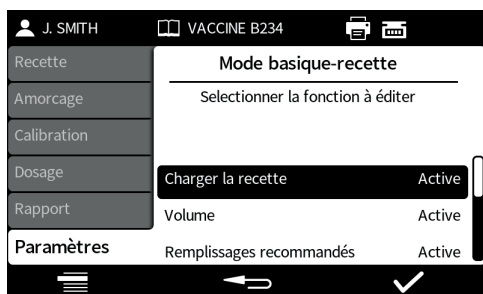 J. SMITH VACCINE B234
Recette
Amorcage
Calibration
Dosage
Rapport
Paramètres
Mode basique-recette
Selectionner la fonction à éditer
Charger la recette Active
Volume Active
Remplissages recommandés Active